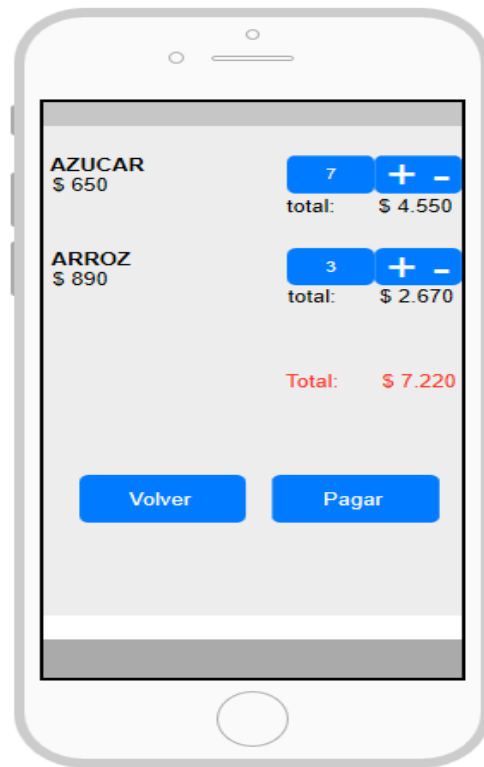 AZUCAR
$ 650
7 + -
total: $ 4.550
ARROZ
$ 890
3 + -
total: $ 2.670
Total: $ 7.220
Volver Pagar